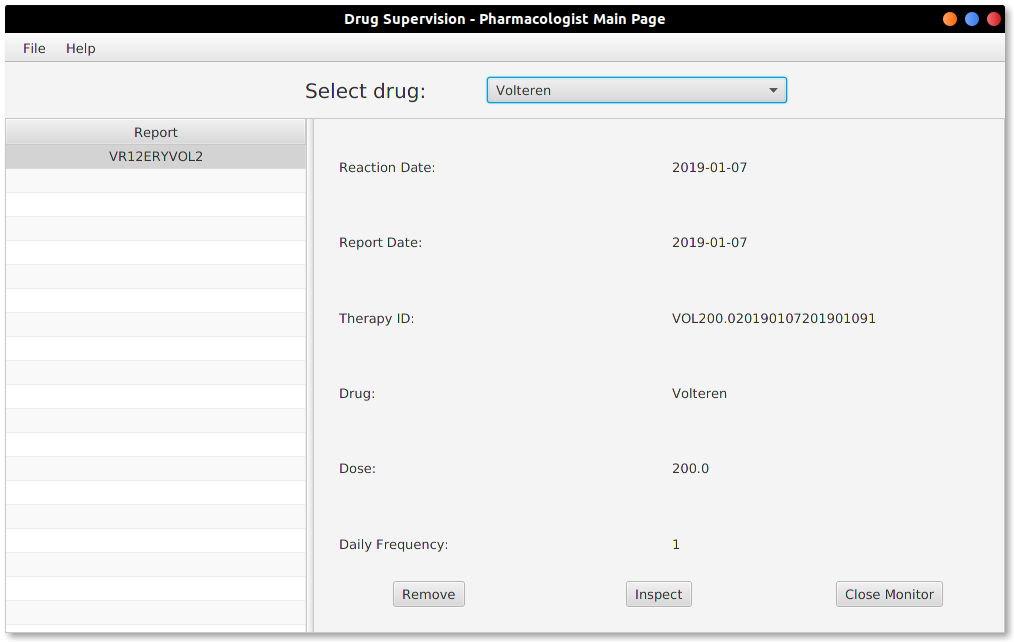 Drug Supervision - Pharmacologist Main Page
File Help
Select drug: Volteren
Report
VR12ERYVOL2
Reaction Date: 2019-01-07
Report Date: 2019-01-07
Therapy ID: VOL200.020190107201901091
Drug: Volteren
Dose: 200.0
Daily Frequency: 1
Remove Inspect Close Monitor